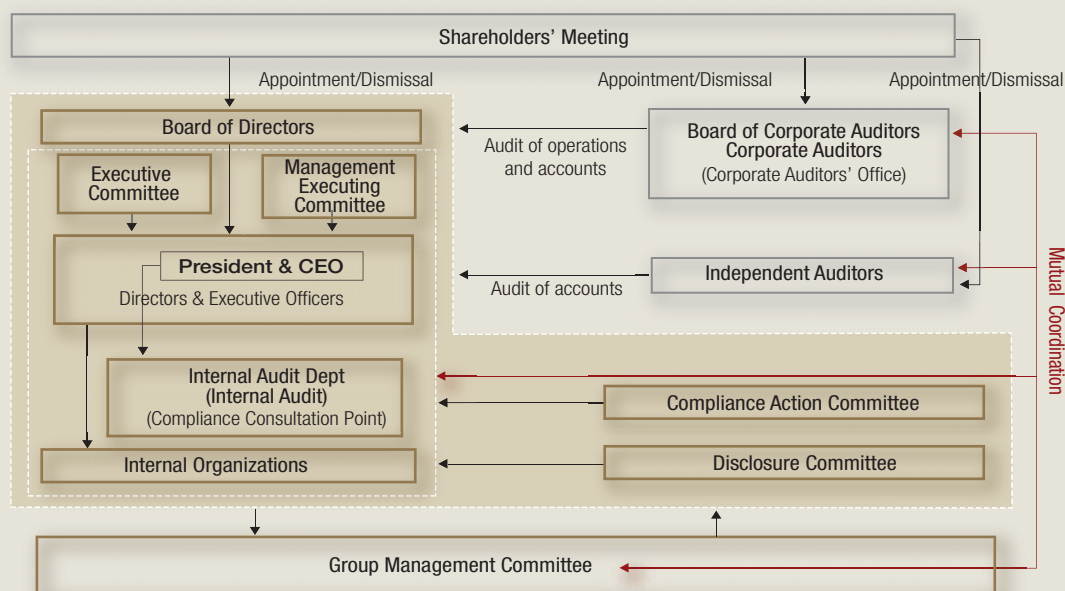 Shareholders’ Meeting
Appointment/Dismissal
Appointment/Dismissal
Appointment/Dismissal
Board of Directors
Executive
Committee
Management
Executing
Committee
President & CEO
Directors & Executive Officers
Audit of operations
and accounts
Board of Corporate Auditors
Corporate Auditors
(Corporate Auditors’ Office)
Audit of accounts
Independent Auditors
Mutual Coordination
Internal Audit Dept
(Internal Audit)
(Compliance Consultation Point)
Compliance Action Committee
Internal Organizations
Disclosure Committee
Group Management Committee